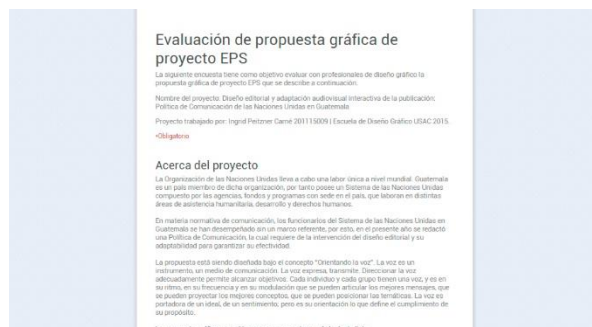 Evaluación de propuesta gráfica de
proyecto EPS
La siguiente encuesta tiene como objetivo evaluar con profesionales de diseño gráfico la
propuesta gráfica de proyecto EPS que se describe a continuación.
Nombre del proyecto: Diseño editorial y adaptación audiovisual interactiva de la publicación:
Política de Comunicación de las Naciones Unidas en Guatemala
Proyecto trabajado por: Ingrid Peitzner Carné 201115009 | Escuela de Diseño Gráfico USAC 2015.
*Obligatorio
Acerca del proyecto
La Organización de las Naciones Unidas lleva a cabo una labor única a nivel mundial. Guatemala
es un país miembro de dicha organización, por tanto posee un Sistema de las Naciones Unidas
compuesto por las agencias, fondos y programas con sede en el país, que laboran en distintas
áreas de asistencia humanitaria, desarrollo y derechos humanos.
En materia normativa de comunicación, los funcionarios del Sistema de las Naciones Unidas en
Guatemala se han desempeñado sin un marco referente, por esto, en el presente año se redactó
una Política de Comunicación, la cual requiere de la intervención del diseño editorial y su
adaptabilidad para garantizar su efectividad.
La propuesta está siendo diseñada bajo el concepto "Orientando la voz". La voz es un
instrumento, un medio de comunicación. La voz expresa, transmite. Direccionar la voz
adecuadamente permite alcanzar objetivos. Cada individuo y cada grupo tienen una voz, y es en
su ritmo, en su frecuencia y en su modulación que se pueden articular los mejores mensajes, que
se pueden proyectar los mejores conceptos, que se pueden posicionar las temáticas. La voz es
portadora de un ideal, de un sentimiento, pero es su orientación lo que define el cumplimiento de
su propósito.